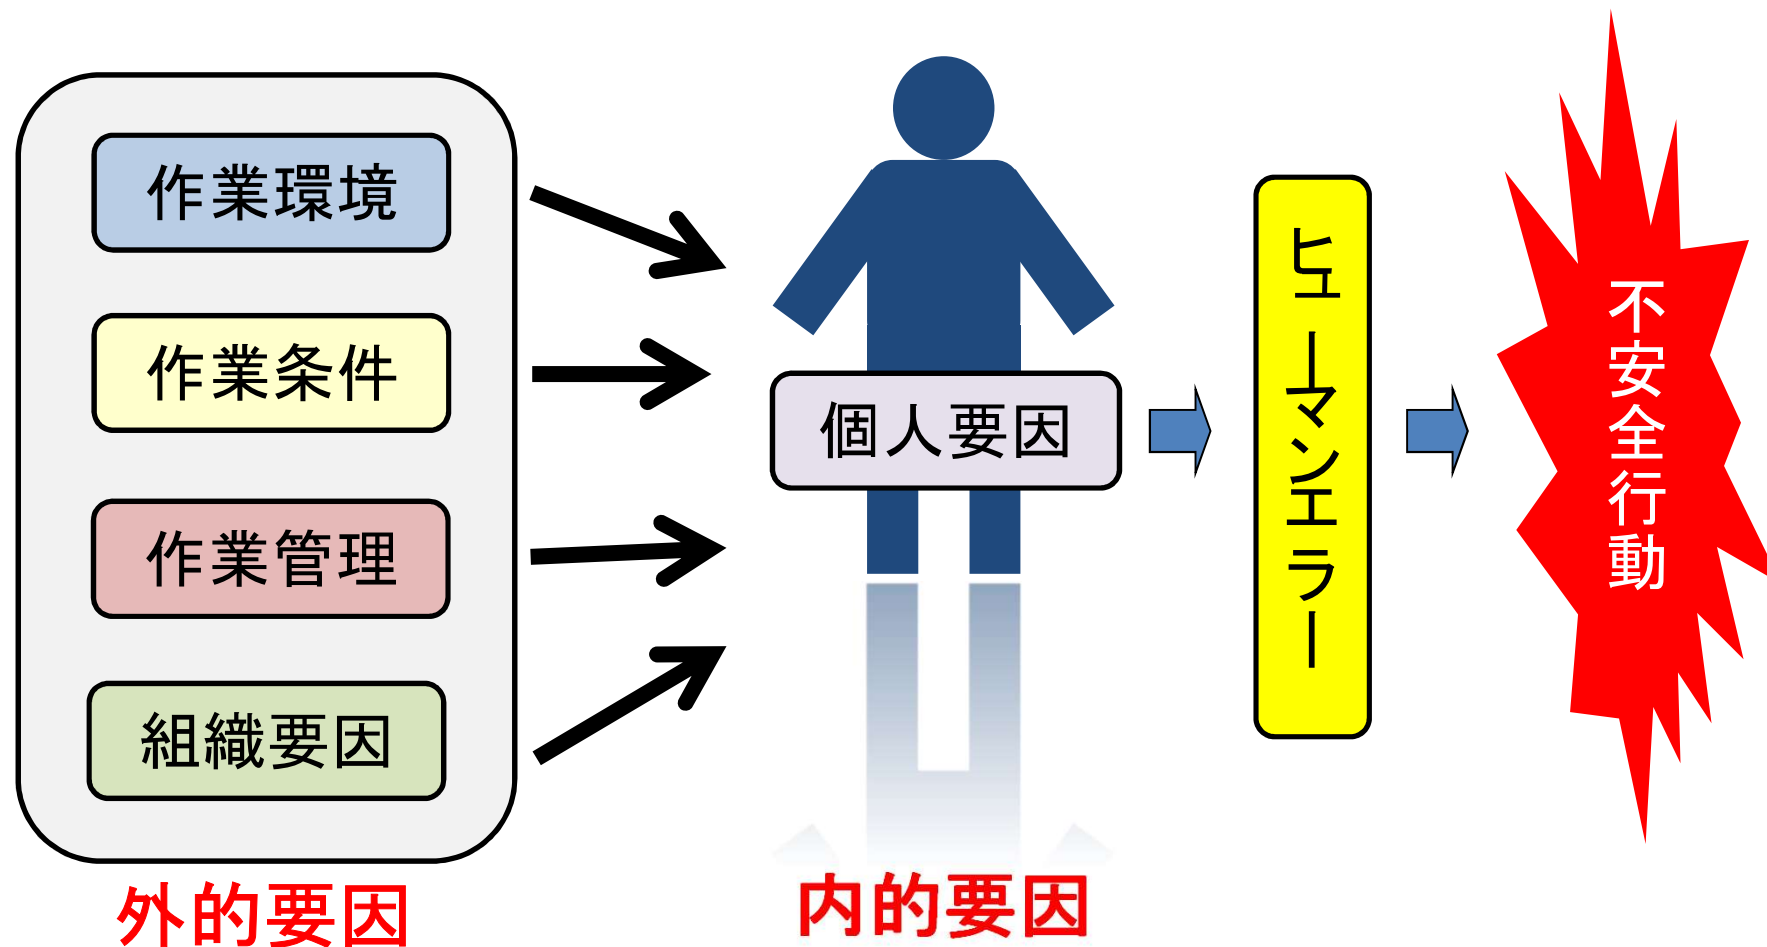 作業環境
作業条件
作業管理
組織要因
外的要因
個人要因
内的要因
ヒューマンエラー
不安全行動